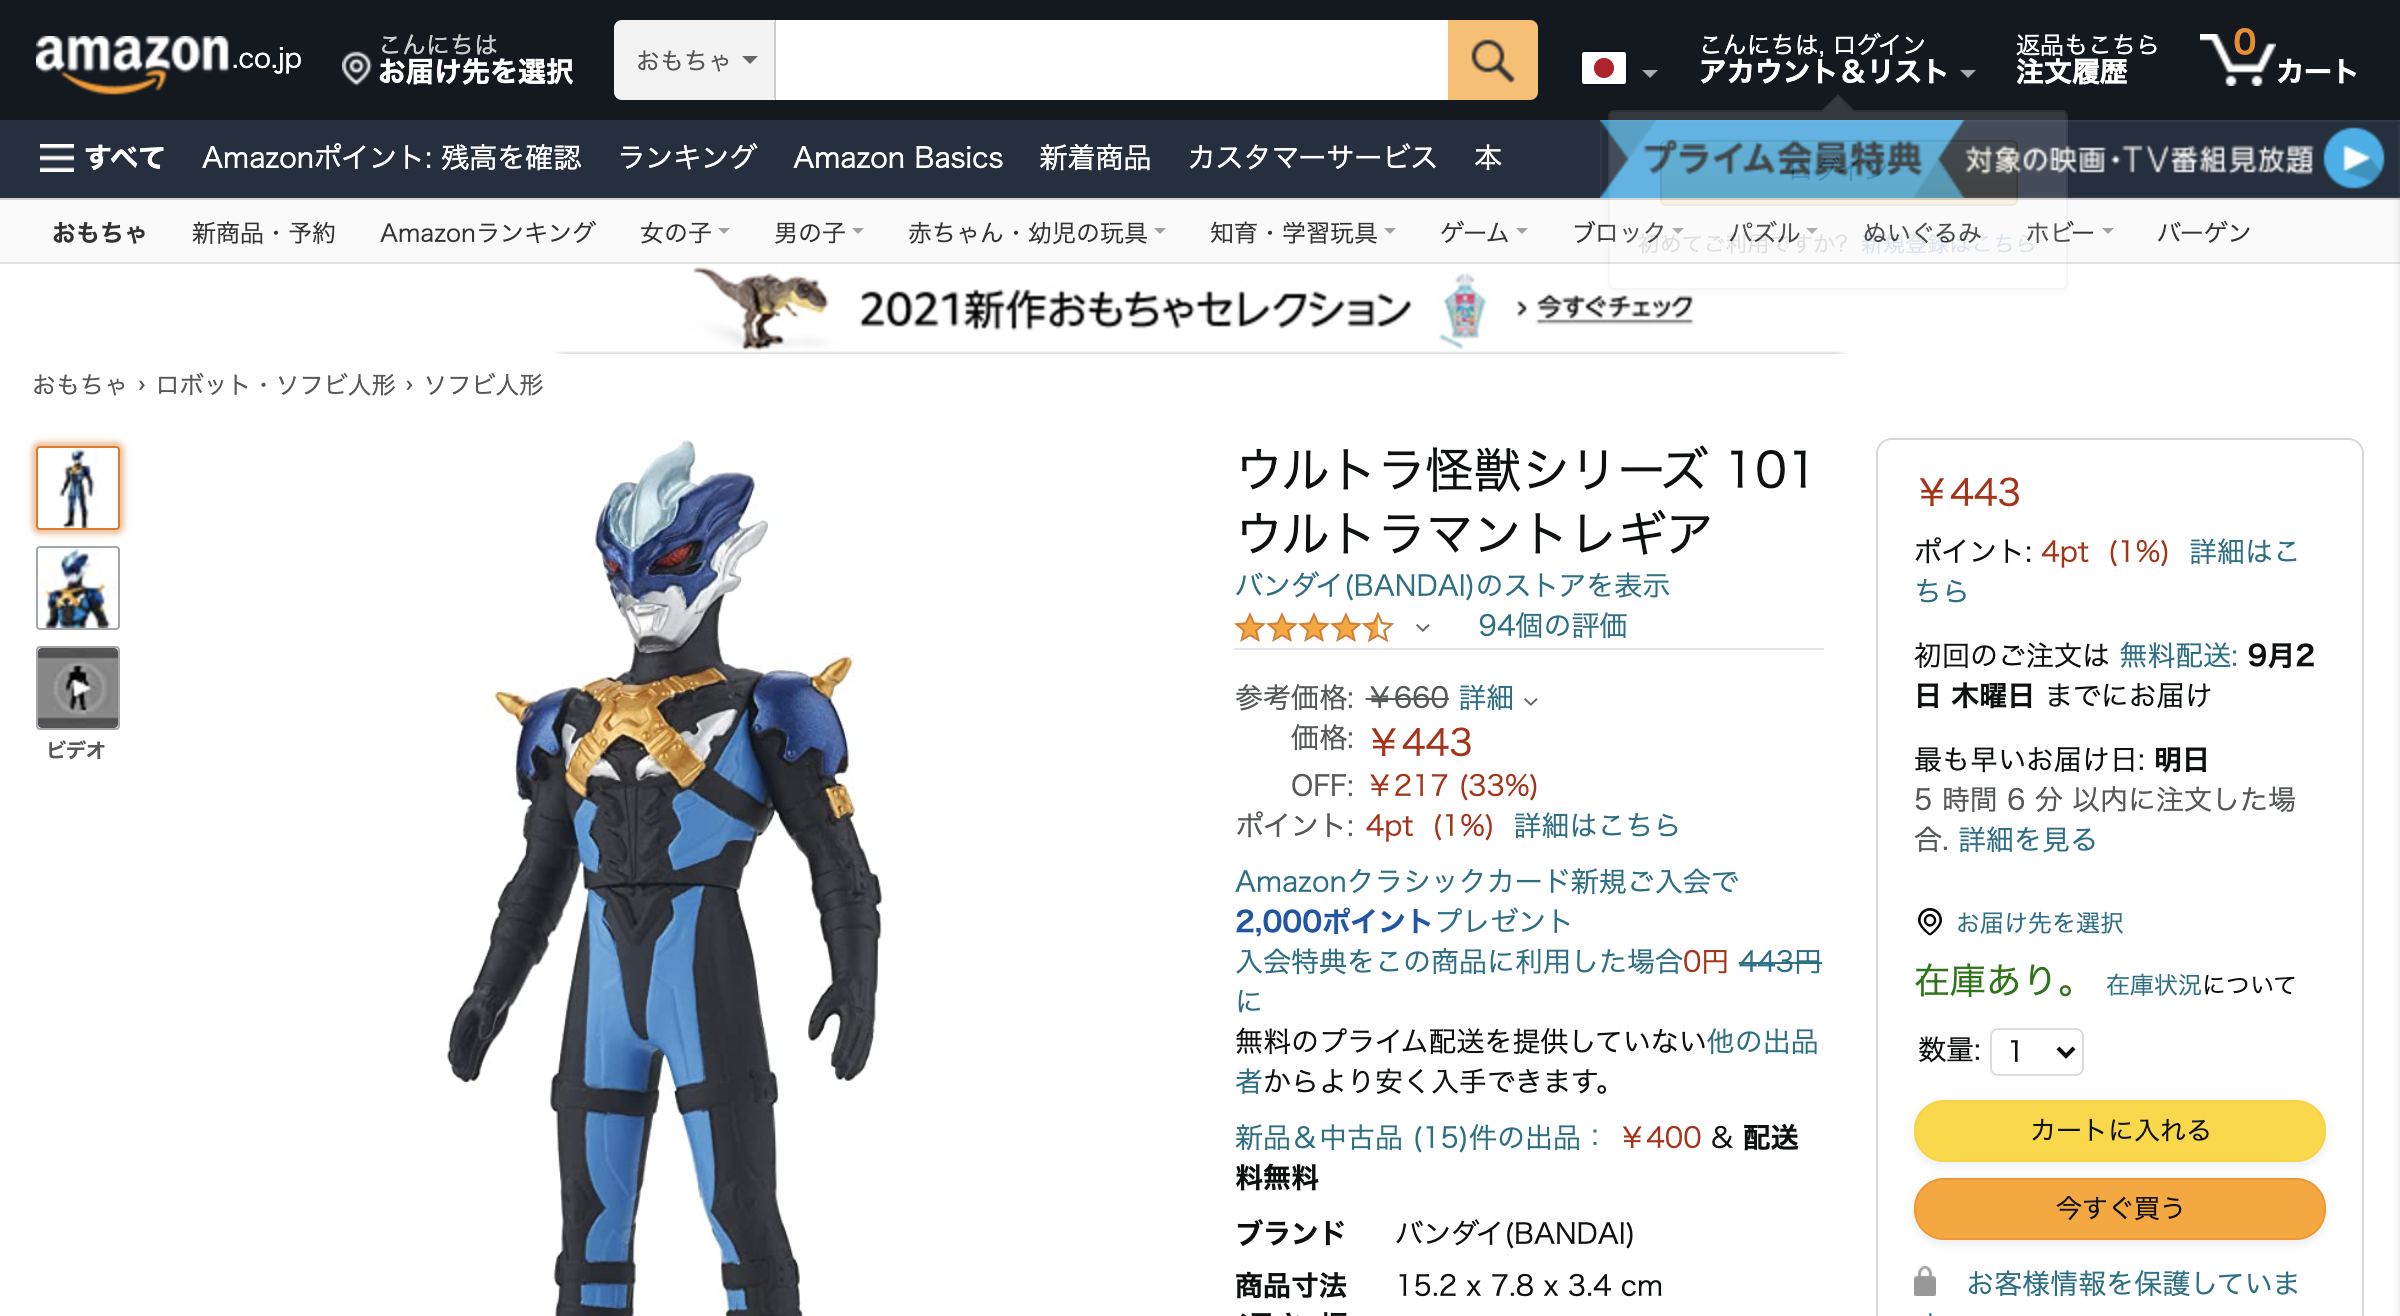 amazon.co.jp
こんにちは
お届け先を選択
おもちゃ
こんにちは, ログイン
アカウント＆リスト
返品もこちら
注文履歴
0
カート
すべて
Amazonポイント: 残高を確認
ランキング
Amazon Basics
新着商品
カスタマーサービス
本
プライム会員特典
ログイン
対象の映画・TV番組見放題
おもちゃ
新商品・予約
Amazonランキング
女の子
男の子
赤ちゃん・幼児の玩具
知育・学習玩具
ゲーム
ブロック
パズル
ぬいぐるみ
ホビー
バーゲン
初めてご利用ですか? 新規登録はこちら
2021新作おもちゃセレクション
› 今すぐチェック
おもちゃ › ロボット・ソフビ人形 › ソフビ人形
ビデオ
ウルトラ怪獣シリーズ 101
ウルトラマントレギア
バンダイ(BANDAI)のストアを表示
94個の評価
参考価格: ￥660 詳細
価格: ￥443
OFF: ￥217 (33%)
ポイント: 4pt (1%) 詳細はこちら
Amazonクラシックカード新規ご入会で
2,000ポイントプレゼント
入会特典をこの商品に利用した場合0円 443円
に
無料のプライム配送を提供していない他の出品
者からより安く入手できます。
新品＆中古品 (15)件の出品： ￥400 & 配送
料無料
ブランド バンダイ(BANDAI)
商品寸法 15.2 x 7.8 x 3.4 cm
￥443
ポイント: 4pt (1%) 詳細はこ
ちら
初回のご注文は 無料配送: 9月2
日 木曜日 までにお届け
最も早いお届け日: 明日
5 時間 6 分 以内に注文した場
合. 詳細を見る
お届け先を選択
在庫あり。 在庫状況について
数量: 1
カートに入れる
今すぐ買う
お客様情報を保護していま